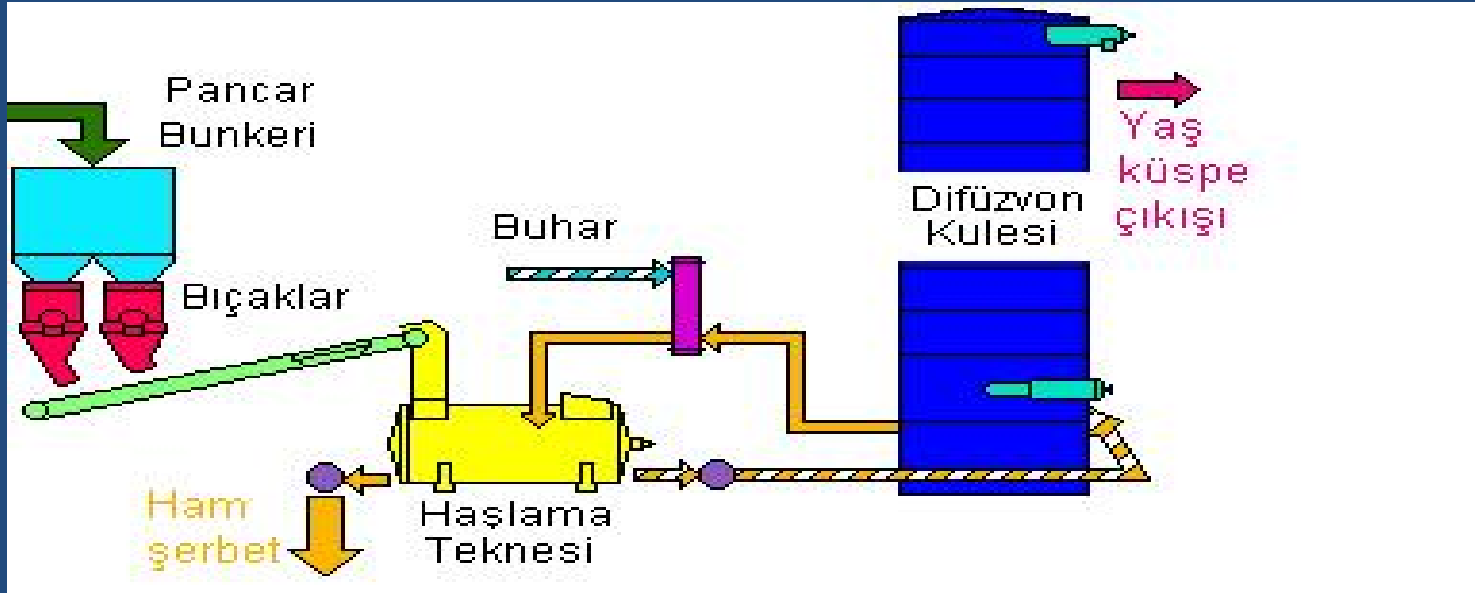 Pancar
Bunkeri
Bıçaklar
Buhar
Difüzvon
Kulesi
Yaş
küspe
çıkışı
Ham
şerbet
Haşlama
Teknesi